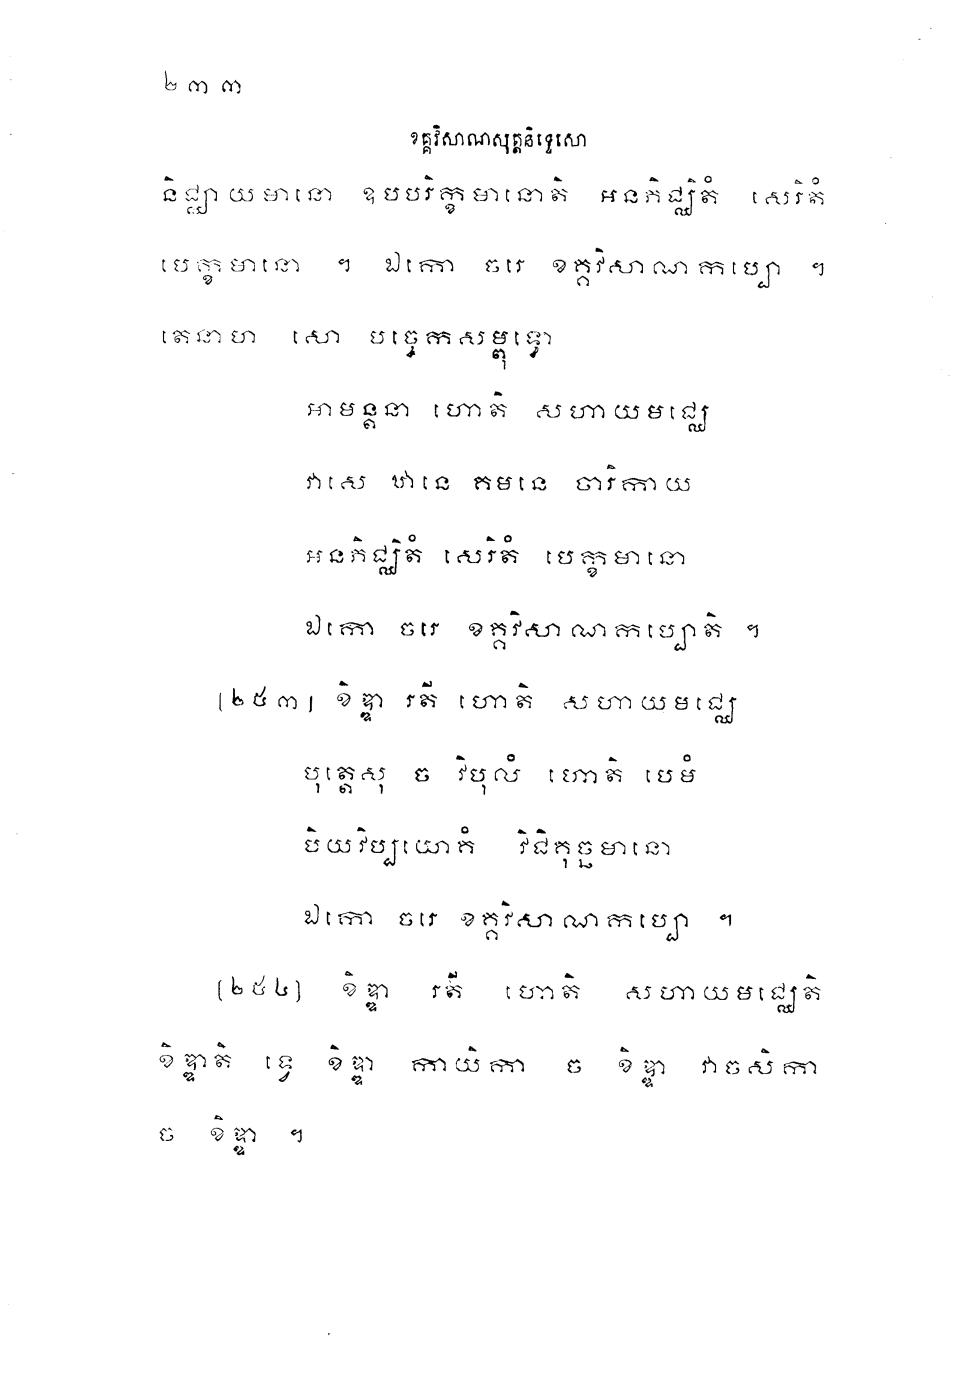 ២៣៣
ខគ្គវិសាណសុត្តនិទ្ទេសោ
និជ្ឈាយមានោ ឧបបរិក្ខមានោតិ អនភិជ្ឈិតំ សេរិតំ
បេក្ខមានោ ។ ឯកោ ចរេ ខគ្គវិសាណកប្បោ ។
តេនាហ សោ បច្ចេកសម្ពុទ្ធោ
អាមន្តនា ហោតិ សហាយមជ្ឈេ
វាសេ ឋានេ គមនេ ចារិកាយ
អនភិជ្ឈិតំ សេរិតំ បេក្ខមានោ
ឯកោ ចរេ ខគ្គវិសាណកប្បោតិ ។
[២៥៣] ខិឌ្ឌា រតី ហោតិ សហាយមជ្ឈេ
បុត្តេសុ ច វិបុលំ ហោតិ បេមំ
បិយវិប្បយោគំ វិជិគុច្ឆមានោ
ឯកោ ចរេ ខគ្គវិសាណកប្បោ ។
[២៥៤] ខិឌ្ឌា រតី ហោតិ សហាយមជ្ឈេតិ
ខិឌ្ឌាតិ ទ្វេ ខិឌ្ឌា កាយិកា ច ខិឌ្ឌា វាចសិកា
ច ខិឌ្ឌា ។